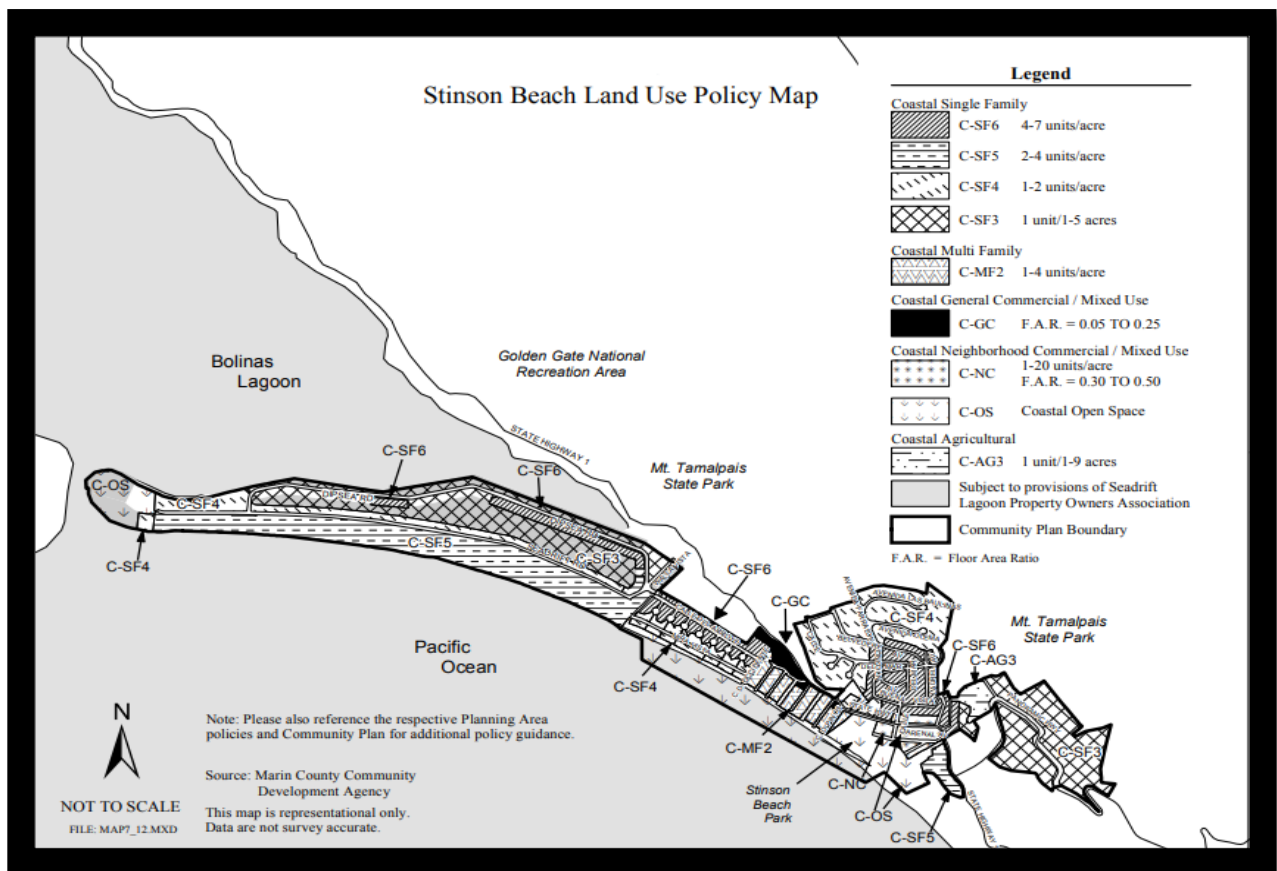 Stinson Beach Land Use Policy Map
Legend
Coastal Single Family
C-SF6 4-7 units/acre
C-SF5 2-4 units/acre
C-SF4 1-2 units/acre
C-SF3 1 unit/1-5 acres
Coastal Multi Family
C-MF2 1-4 units/acre
Coastal General Commercial / Mixed Use
C-GC F.A.R. = 0.05 TO 0.25
Coastal Neighborhood Commercial / Mixed Use
1-20 units/acre
C-NC F.A.R. = 0.30 TO 0.50
C-OS Coastal Open Space
Coastal Agricultural
C-AG3 1 unit/1-9 acres
Subject to provisions of Seadrift
Lagoon Property Owners Association
Community Plan Boundary
F.A.R. = Floor Area Ratio
Bolinas
Lagoon
Golden Gate National
Recreation Area
STATE HIGHWAY 1
Mt. Tamalpais
State Park
C-SF6
C-SF6
C-OS
DIPSEA RD
C-SF4
C-SF5
C-SF3
C-SF4
C-SF6
C-GC
C-SF4
Mt. Tamalpais
State Park
C-SF6
C-AG3
C-SF3
Pacific
Ocean
C-SF4
C-MF2
ARENAL
C-NC
Stinson
Beach
Park
C-OS
C-SF5
STATE HIGHWAY
N
NOT TO SCALE
FILE: MAP7_12.MXD
Note: Please also reference the respective Planning Area
policies and Community Plan for additional policy guidance.
Source: Marin County Community
Development Agency
This map is representational only.
Data are not survey accurate.